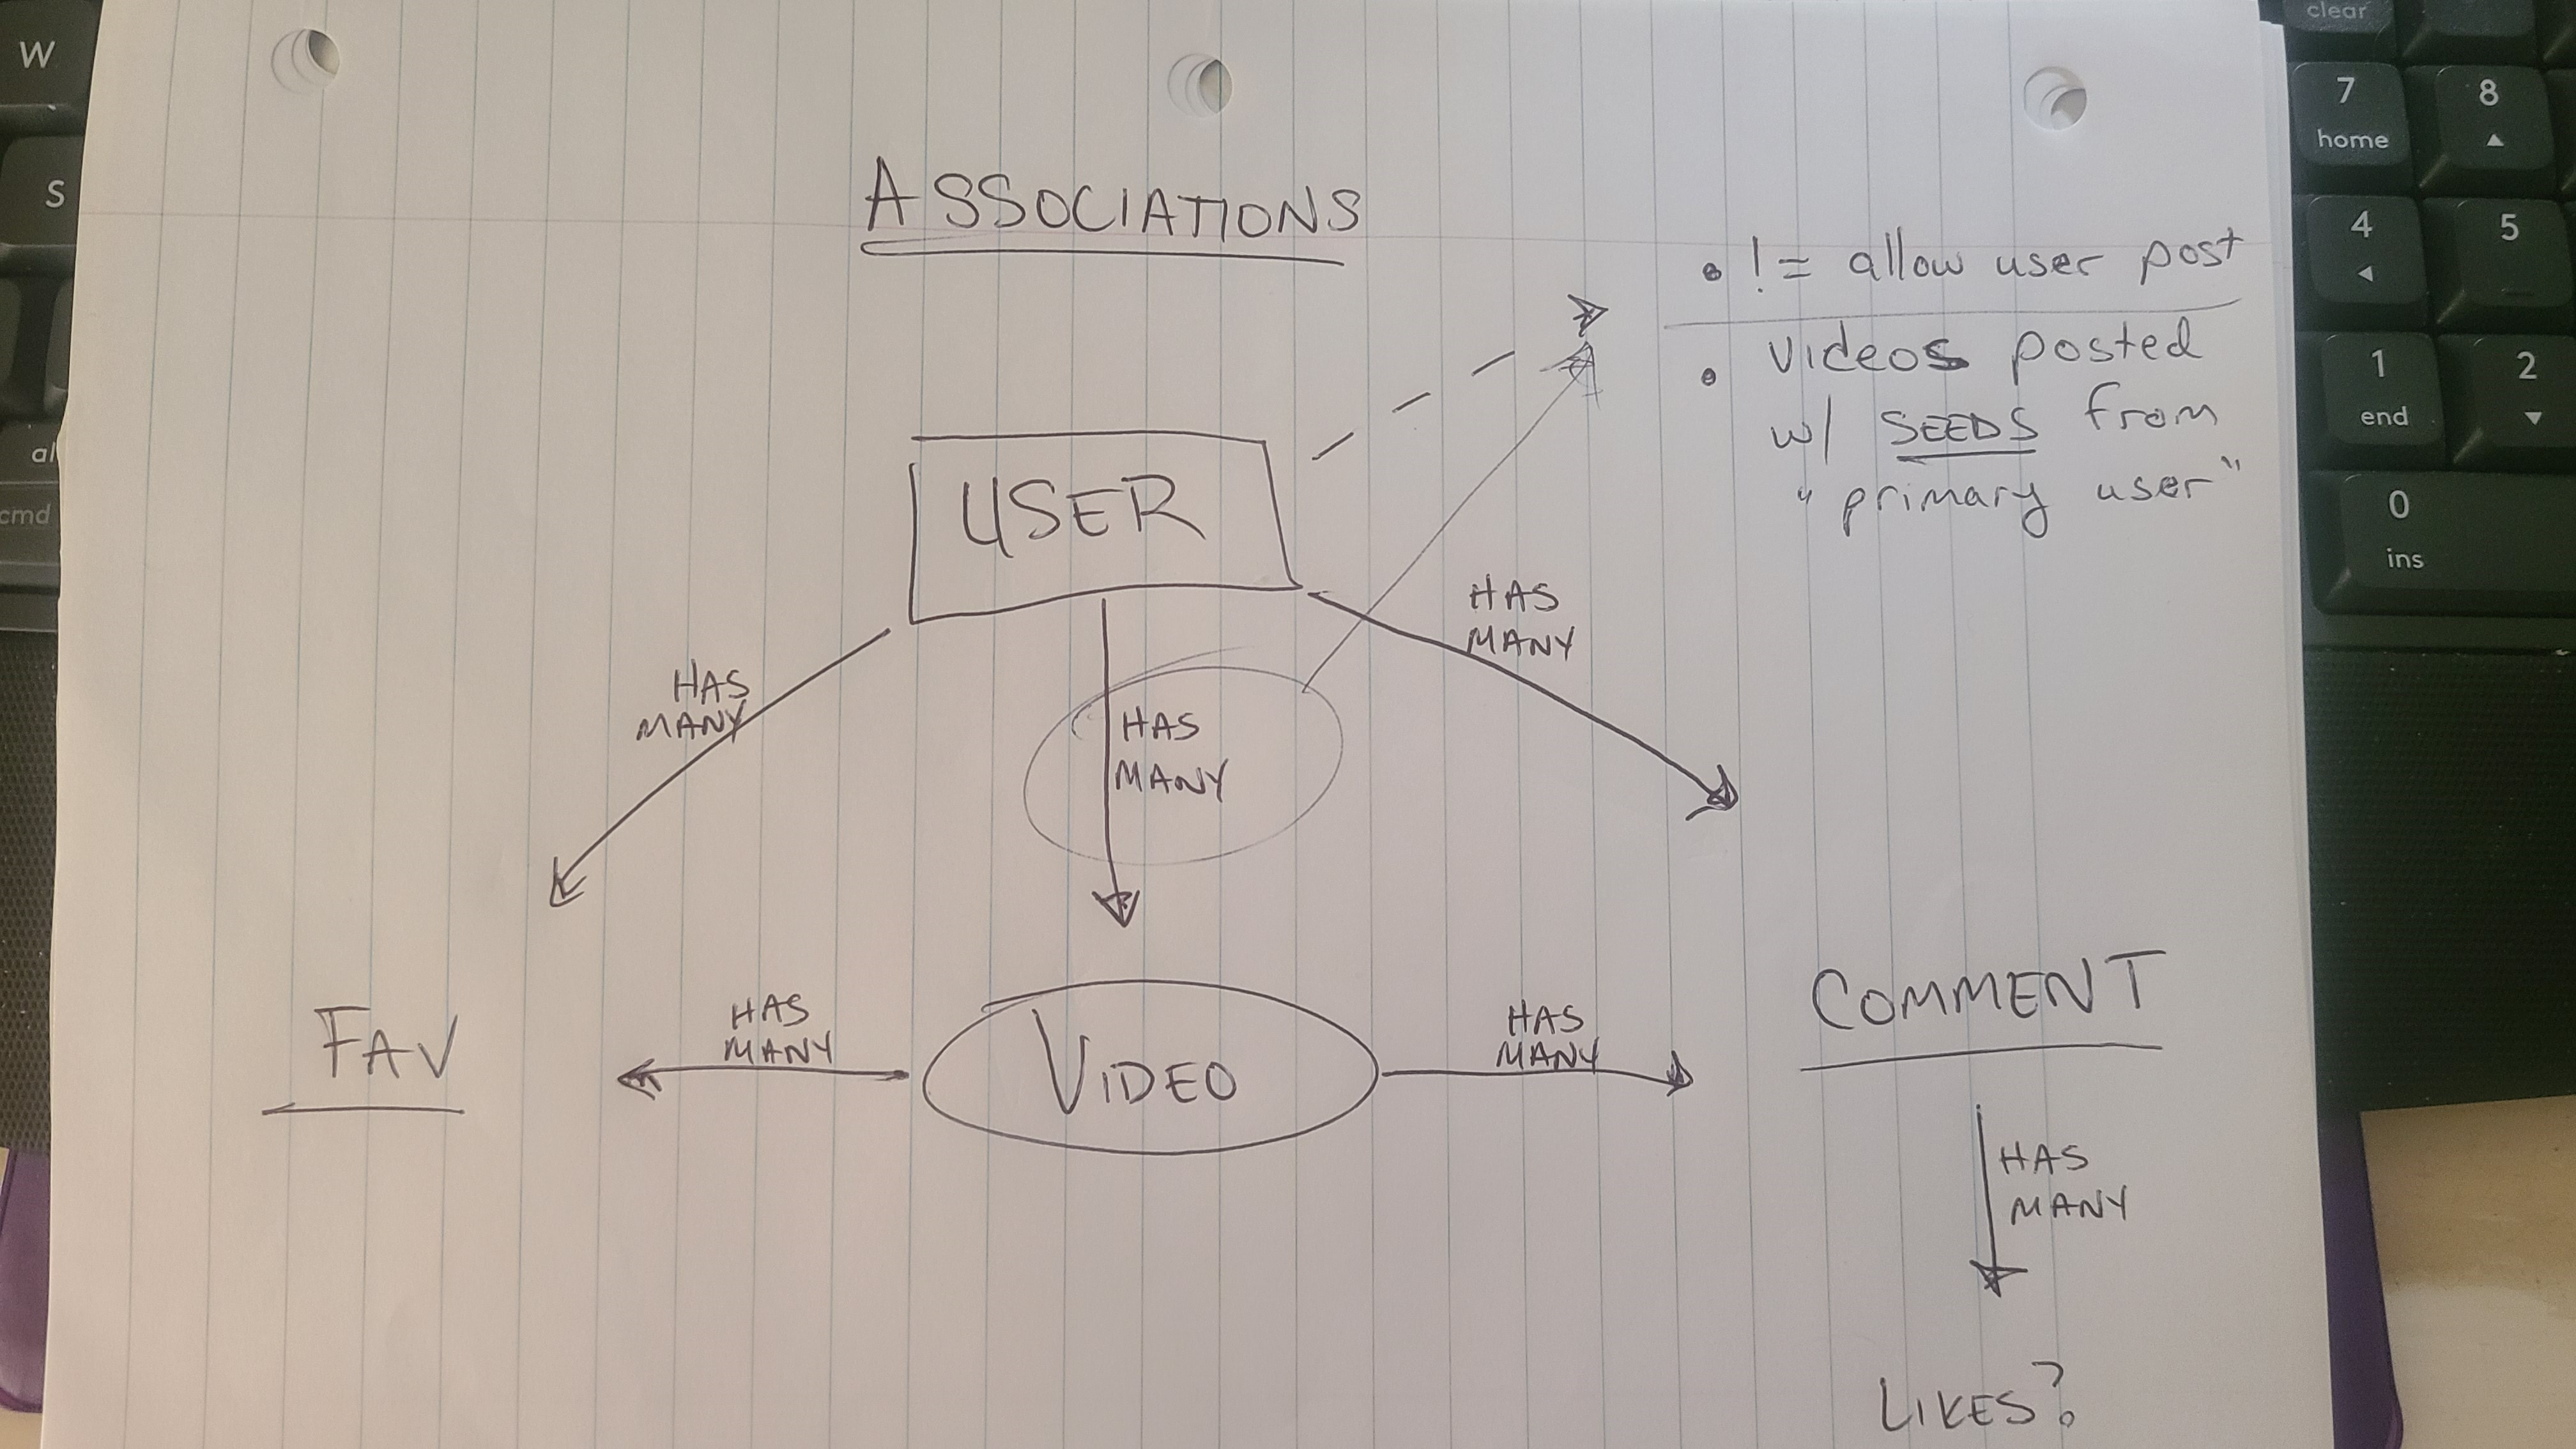 ASSOCIATIONS
• != allow user post
• Videos posted
w/ SEEDS from
"primary user"
USER
HAS
MANY
HAS
MANY
HAS
MANY
FAV
HAS
MANY
VIDEO
HAS
MANY
COMMENT
HAS
MANY
LIKES?
W
S
al
cmd
clear
7
home
8
4
5
1
end
2
0
ins